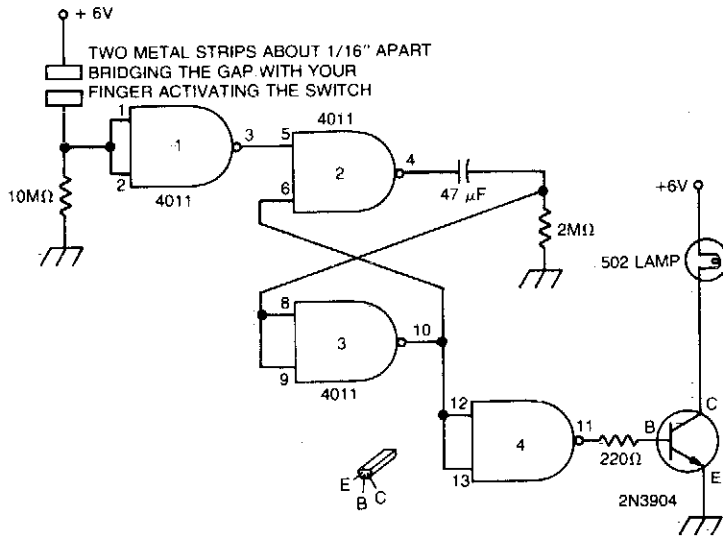 + 6V
TWO METAL STRIPS ABOUT 1/16" APART
BRIDGING THE GAP WITH YOUR
FINGER ACTIVATING THE SWITCH
1
2
1
3
4011
10MΩ
4011
5
6
2
4
47 µF
2MΩ
+6V
502 LAMP
8
9
3
10
4011
12
13
4
11
220Ω
B
C
E
2N3904
E
B
C